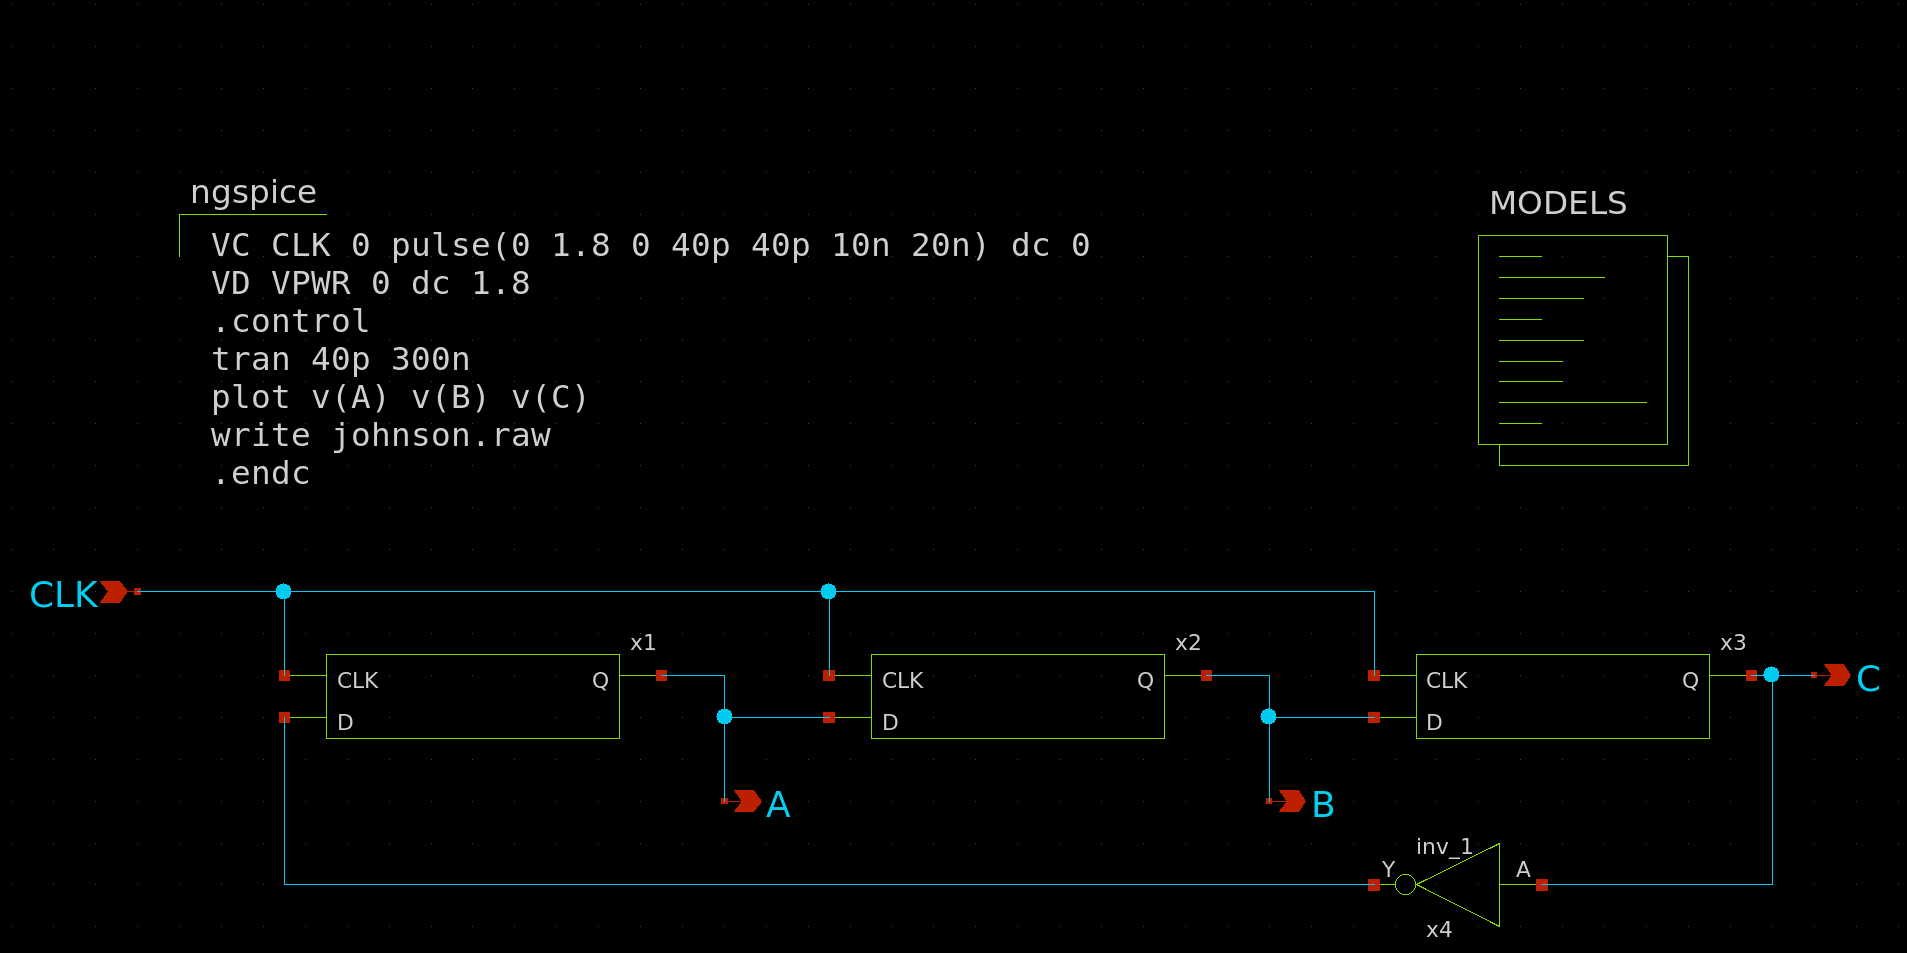 ngspice
VC CLK 0 pulse(0 1.8 0 40p 40p 10n 20n) dc 0
VD VPWR 0 dc 1.8
.control
tran 40p 300n
plot v(A) v(B) v(C)
write johnson.raw
.endc
MODELS
CLK
x1
CLK Q
D
x2
CLK Q
D
x3
CLK Q
D
C
A
B
inv_1
Y A
x4